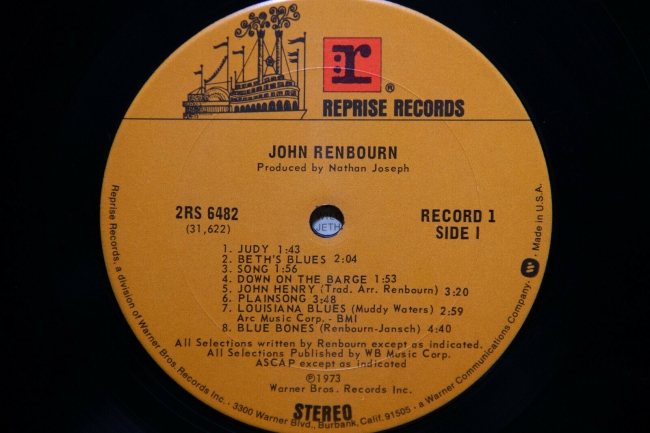 r ®
REPRISE RECORDS
JOHN RENBOURN
Produced by Nathan Joseph
2RS 6482
(31,622)
RECORD 1
SIDE I
JETH
1. JUDY 1:43
2. BETH'S BLUES 2:04
3. SONG 1:56
4. DOWN ON THE BARGE 1:53
5. JOHN HENRY (Trad. Arr. Renbourn) 3:20
6. PLAINSONG 3:48
7. LOUISIANA BLUES (Muddy Waters) 2:59
Arc Music Corp. - BMI
8. BLUE BONES (Renbourn-Jansch) 4:40
All Selections written by Renbourn except as indicated.
All Selections Published by WB Music Corp.
ASCAP except as indicated
℗1973
Warner Bros. Records Inc.
STEREO
Reprise Records, a division of Warner Bros. Records Inc. · 3300 Warner Blvd., Burbank, Calif. 91505 · a Warner Communications Company · W · Made in U.S.A.